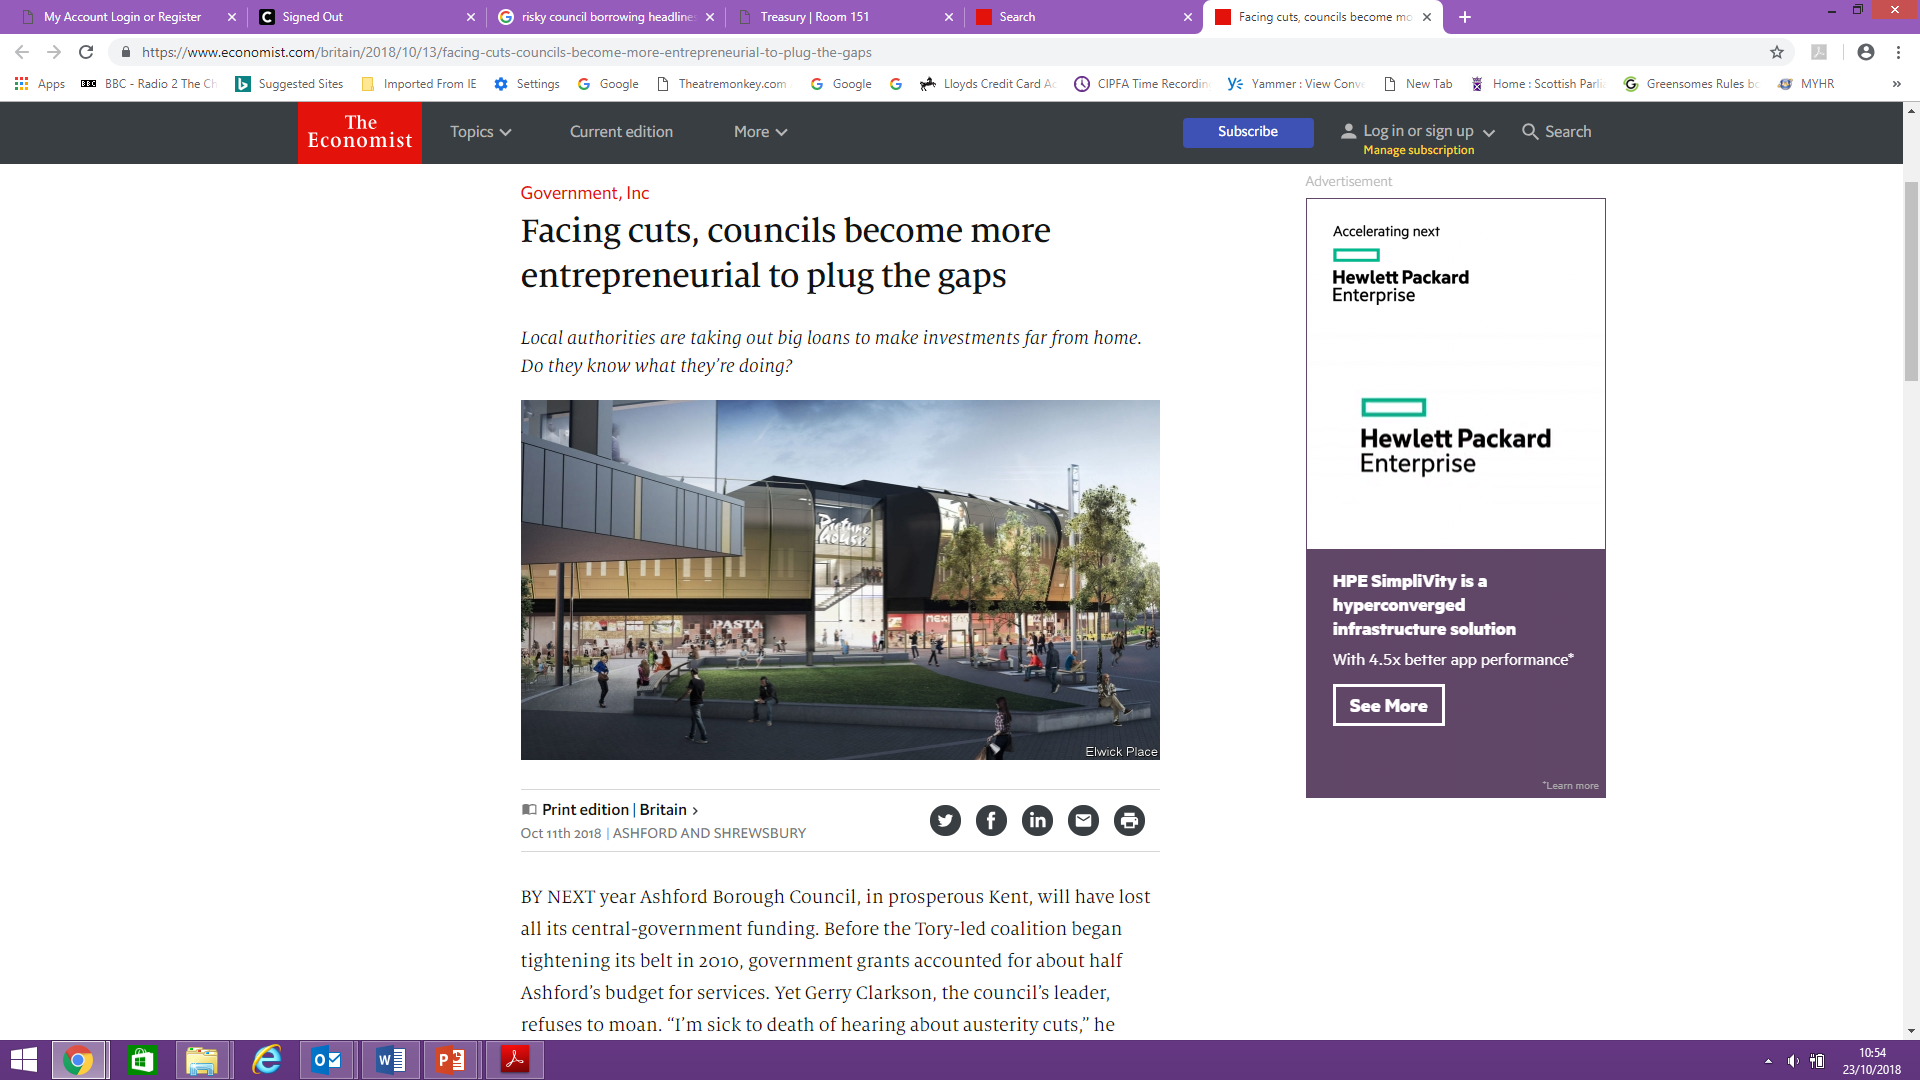 My Account Login or Register
Signed Out
risky council borrowing headline
Treasury | Room 151
Search
Facing cuts, councils become mo
https://www.economist.com/britain/2018/10/13/facing-cuts-councils-become-more-entrepreneurial-to-plug-the-gaps
Apps
BBC - Radio 2 The Ch
Suggested Sites
Imported From IE
Settings
Google
Theatremonkey.com
Google
Lloyds Credit Card Ac
CIPFA Time Recordin
Yammer : View Conv
New Tab
Home : Scottish Parli
Greensomes Rules bo
MYHR
The
Economist
Topics
Current edition
More
Subscribe
Log in or sign up
Manage subscription
Search
Government, Inc
Facing cuts, councils become more
entrepreneurial to plug the gaps
Local authorities are taking out big loans to make investments far from home.
Do they know what they’re doing?
Picture
house
PASTA
Elwick Place
Print edition | Britain
Oct 11th 2018 | ASHFORD AND SHREWSBURY
BY NEXT year Ashford Borough Council, in prosperous Kent, will have lost
all its central-government funding. Before the Tory-led coalition began
tightening its belt in 2010, government grants accounted for about half
Ashford’s budget for services. Yet Gerry Clarkson, the council’s leader,
refuses to moan. “I’m sick to death of hearing about austerity cuts,” he
Advertisement
Accelerating next
Hewlett Packard
Enterprise
Hewlett Packard
Enterprise
HPE SimpliVity is a
hyperconverged
infrastructure solution
With 4.5x better app performance*
See More
*Learn more
10:54
23/10/2018